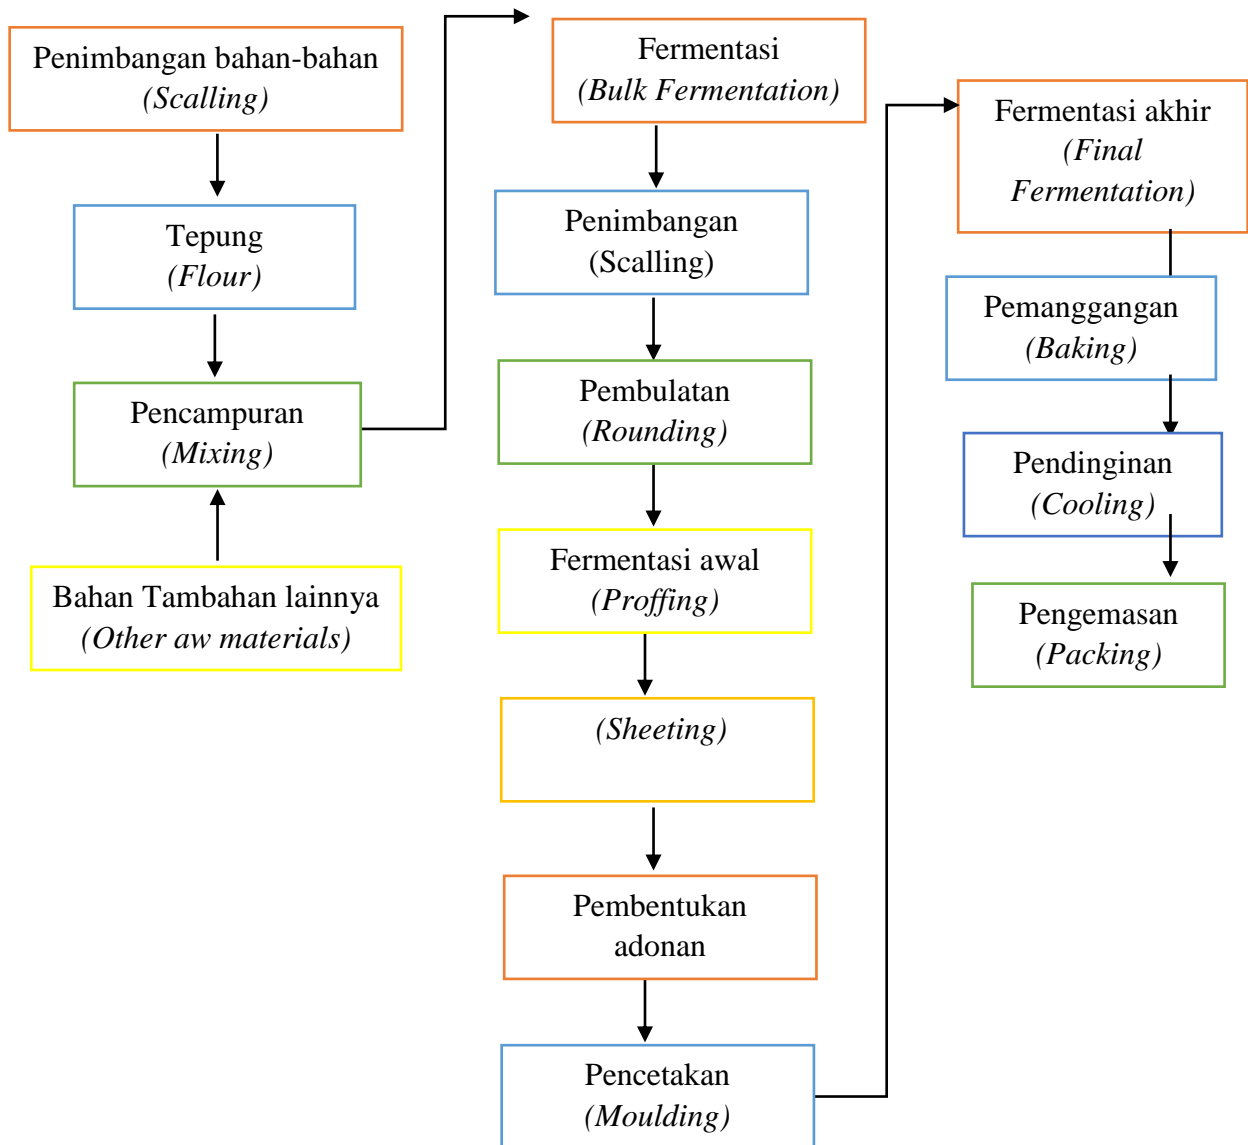 Penimbangan bahan-bahan
(Scalling)
Tepung
(Flour)
Pencampuran
(Mixing)
Bahan Tambahan lainnya
(Other aw materials)
Fermentasi
(Bulk Fermentation)
Penimbangan
(Scalling)
Pembulatan
(Rounding)
Fermentasi awal
(Proffing)
(Sheeting)
Pembentukan
adonan
Pencetakan
(Moulding)
Fermentasi akhir
(Final
Fermentation)
Pemanggangan
(Baking)
Pendinginan
(Cooling)
Pengemasan
(Packing)